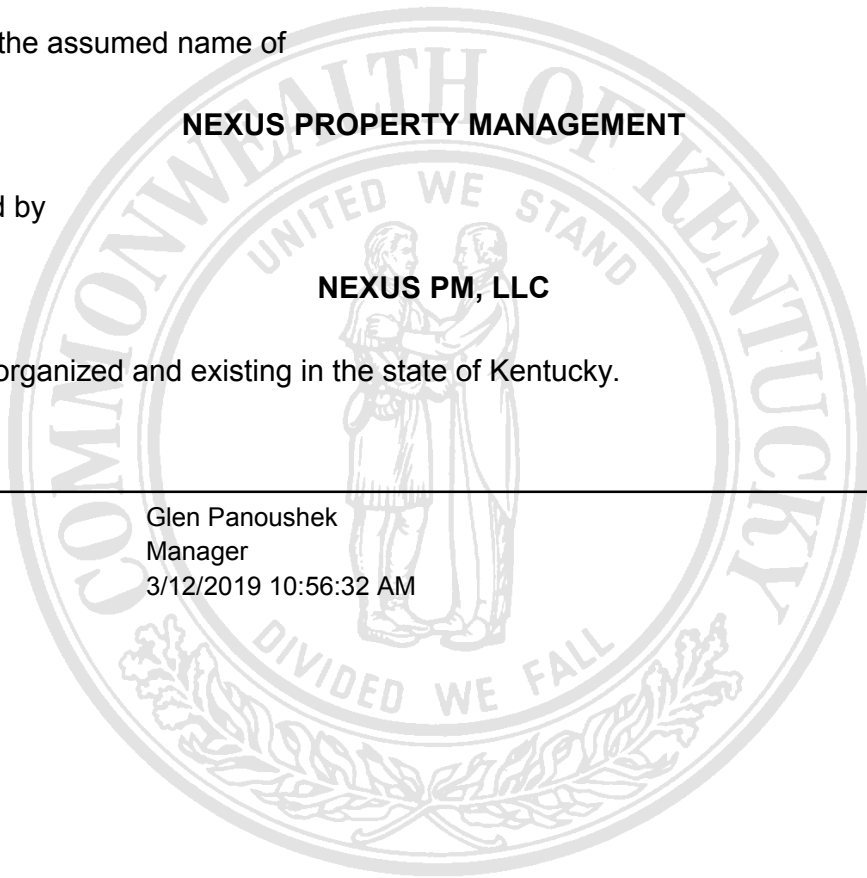 the assumed name of
NEXUS PROPERTY MANAGEMENT
d by
NEXUS PM, LLC
organized and existing in the state of Kentucky.
Glen Panoushek
Manager
3/12/2019 10:56:32 AM
COMMONWEALTH OF KENTUCKY
UNITED WE STAND
DIVIDED WE FALL